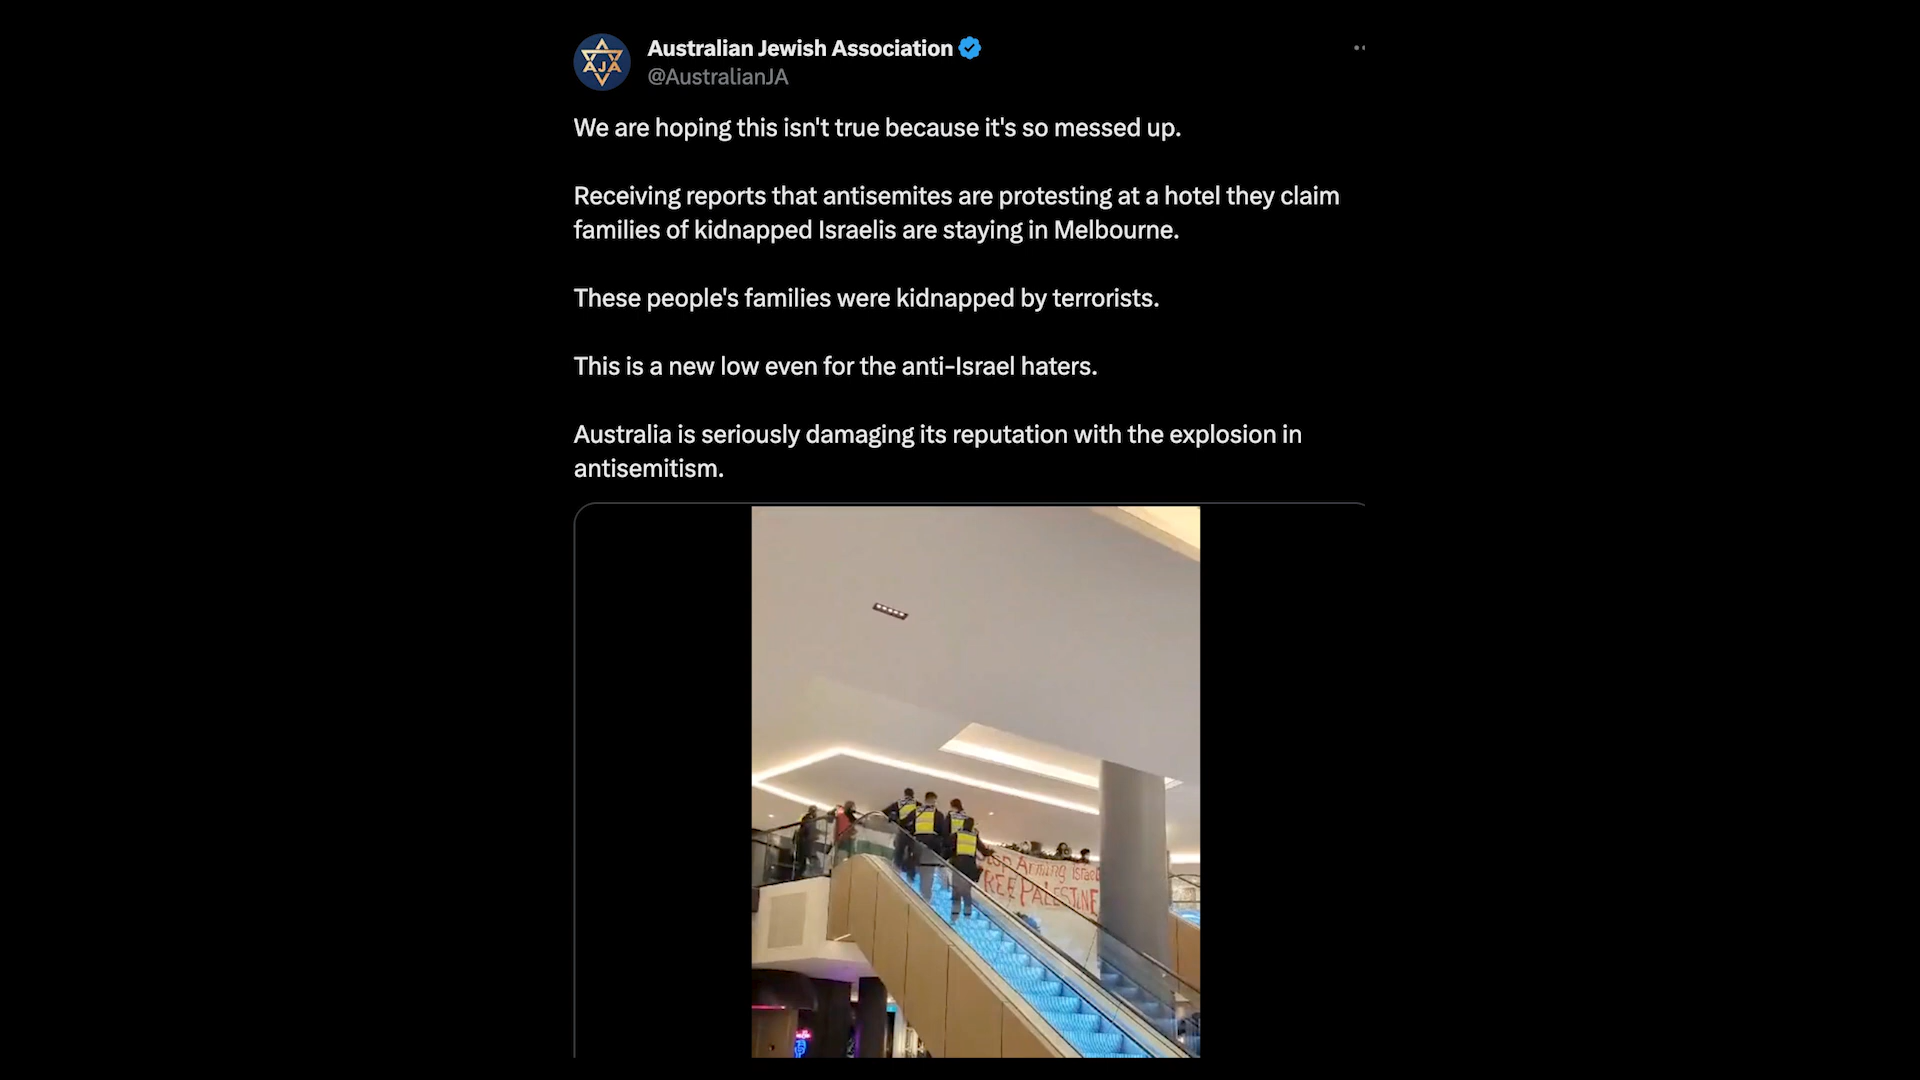 Australian Jewish Association
@AustralianJA
AJA
We are hoping this isn't true because it's so messed up.
Receiving reports that antisemites are protesting at a hotel they claim
families of kidnapped Israelis are staying in Melbourne.
These people's families were kidnapped by terrorists.
This is a new low even for the anti-Israel haters.
Australia is seriously damaging its reputation with the explosion in
antisemitism.
Arming Israel
PALESTINE